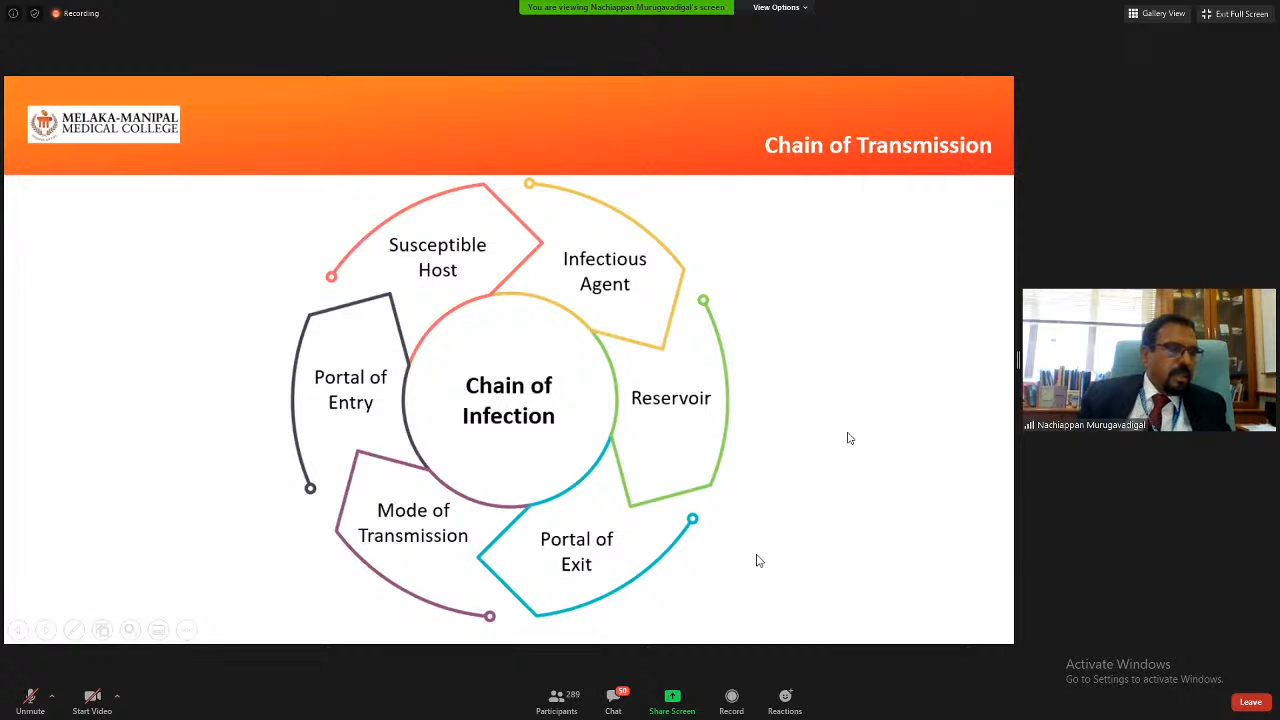 Recording
You are viewing Nachiappan Murugavadigal's screen
View Options
Gallery View
Exit Full Screen
MELAKA-MANIPAL
MEDICAL COLLEGE
Chain of Transmission
Susceptible
Host
Infectious
Agent
Portal of
Entry
Chain of
Infection
Reservoir
Mode of
Transmission
Portal of
Exit
Nachiappan Murugavadigal
Activate Windows
Go to Settings to activate Windows.
Unmute
Start Video
289
Participants
50
Chat
Share Screen
Record
Reactions
Leave